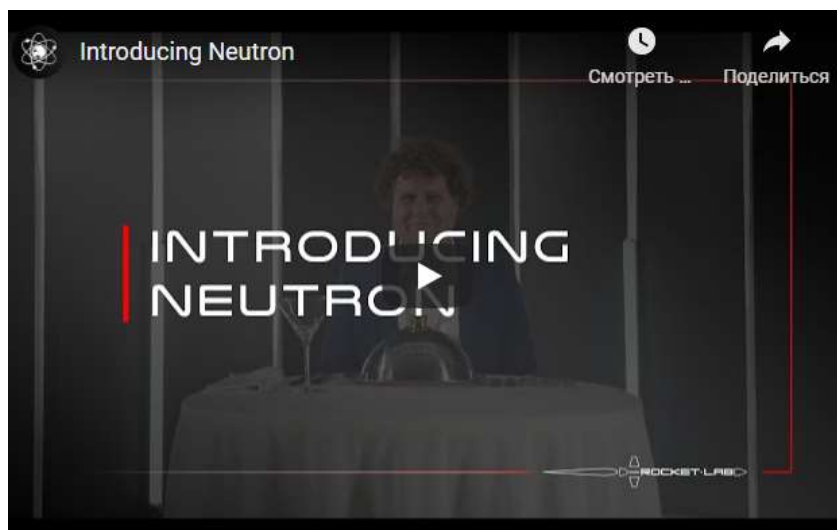 Introducing Neutron
Смотреть ...
Поделиться
INTRODUCING
NEUTRON
ROCKET·LAB